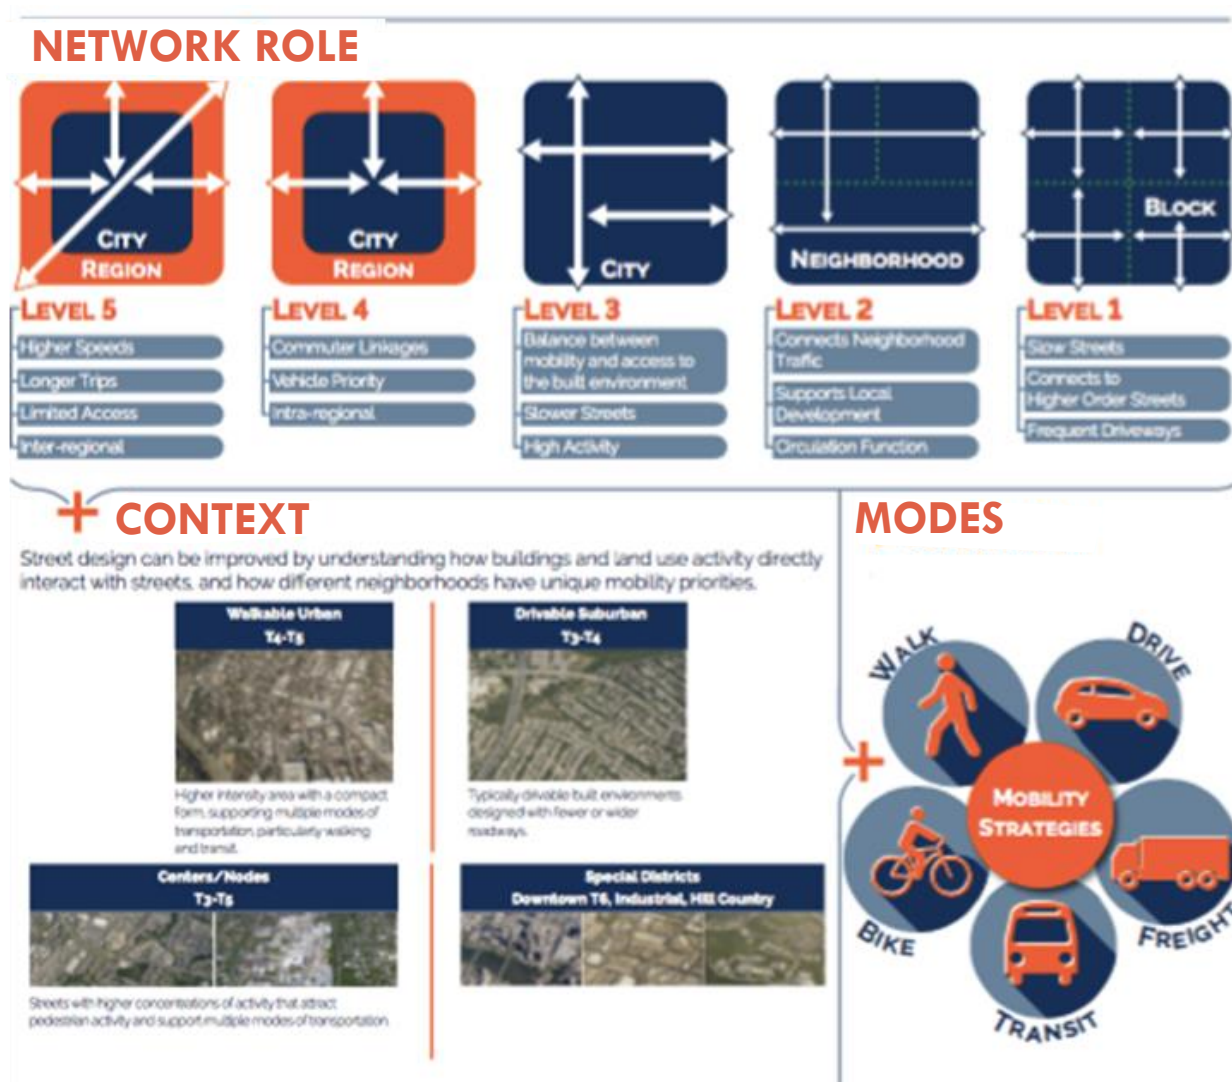 NETWORK ROLE
CITY
REGION
CITY
REGION
CITY
NEIGHBORHOOD
BLOCK
LEVEL 5
Higher Speeds
Longer Trips
Limited Access
Inter-regional
LEVEL 4
Commuter Linkages
Vehicle Priority
Intra-regional
LEVEL 3
Balance between
mobility and access to
the built environment
Slower Streets
High Activity
LEVEL 2
Connects Neighborhood
Traffic
Supports Local
Development
Circulation Function
LEVEL 1
Slow Streets
Connects to
Higher Order Streets
Frequent Driveways
+ CONTEXT
Street design can be improved by understanding how buildings and land use activity directly
interact with streets, and how different neighborhoods have unique mobility priorities.
Walkable Urban
T4-T5
Higher intensity area with a compact
form, supporting multiple modes of
transportation, particularly walking
and transit.
Drivable Suburban
T3-T4
Typically drivable built environments
designed with fewer or wider
roadways.
Centers/Nodes
T3-T5
Streets with higher concentrations of activity that attract
pedestrian activity and support multiple modes of transportation
Special Districts
Downtown T6, Industrial, Hill Country
MODES
+
WALK
DRIVE
MOBILITY
STRATEGIES
BIKE
FREIGHT
TRANSIT